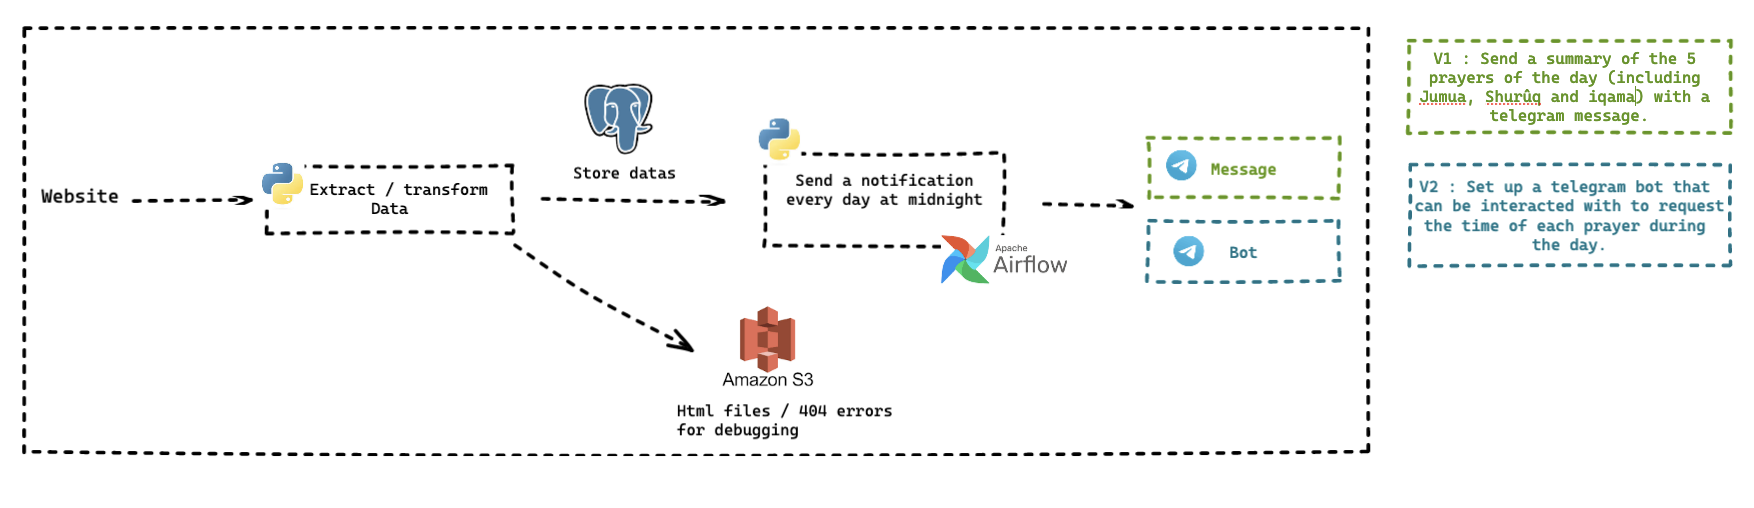 Website
Extract / transform
Data
Store datas
Send a notification
every day at midnight
Apache
Airflow
Amazon S3
Html files / 404 errors
for debugging
Message
Bot
V1 : Send a summary of the 5
prayers of the day (including
Jumua, Shurûq and iqama) with a
telegram message.
V2 : Set up a telegram bot that
can be interacted with to request
the time of each prayer during
the day.